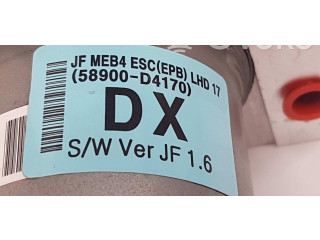 JF MEB4 ESC(EPB) LHD 17
(58900-D4170)
DX
S/W Ver JF 1.6